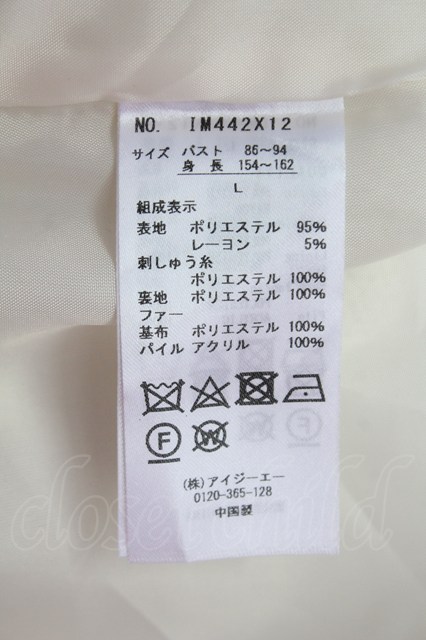 NO. IM442X12
サイズ バスト 86～94
身 長 154～162
L
組成表示
表地 ポリエステル 95%
レーヨン 5%
刺しゅう糸
ポリエステル 100%
裏地 ポリエステル 100%
ファー
基布 ポリエステル 100%
パイル アクリル 100%
F W
(株)アイジーエー
0120-365-128
中国製
closet child